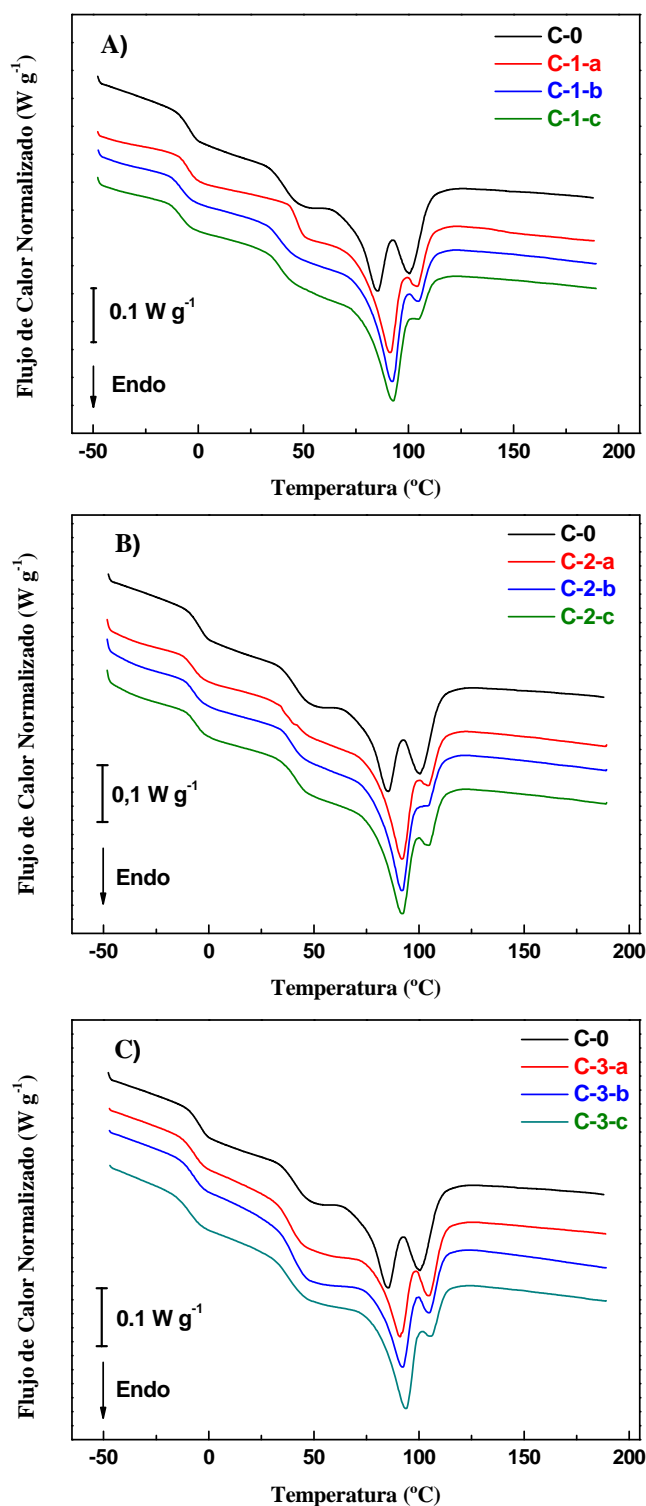 A)
C-0
C-1-a
C-1-b
C-1-c
0.1 W g⁻¹
Endo
Flujo de Calor Normalizado (W g⁻¹)
-50 0 50 100 150 200
Temperatura (ºC)
B)
C-0
C-2-a
C-2-b
C-2-c
0,1 W g⁻¹
Endo
Flujo de Calor Normalizado (W g⁻¹)
-50 0 50 100 150 200
Temperatura (ºC)
C)
C-0
C-3-a
C-3-b
C-3-c
0.1 W g⁻¹
Endo
Flujo de Calor Normalizado (W g⁻¹)
-50 0 50 100 150 200
Temperatura (ºC)